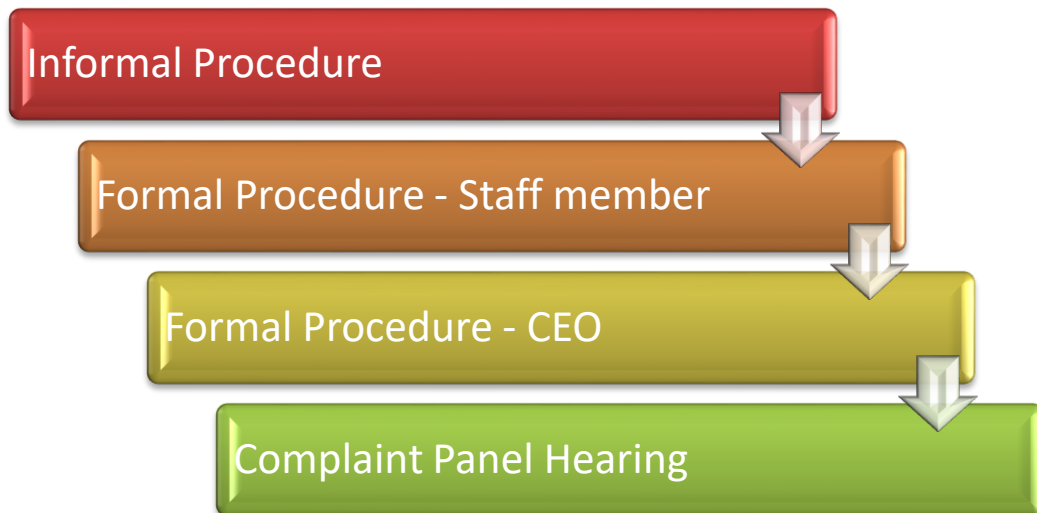 Informal Procedure
Formal Procedure - Staff member
Formal Procedure - CEO
Complaint Panel Hearing